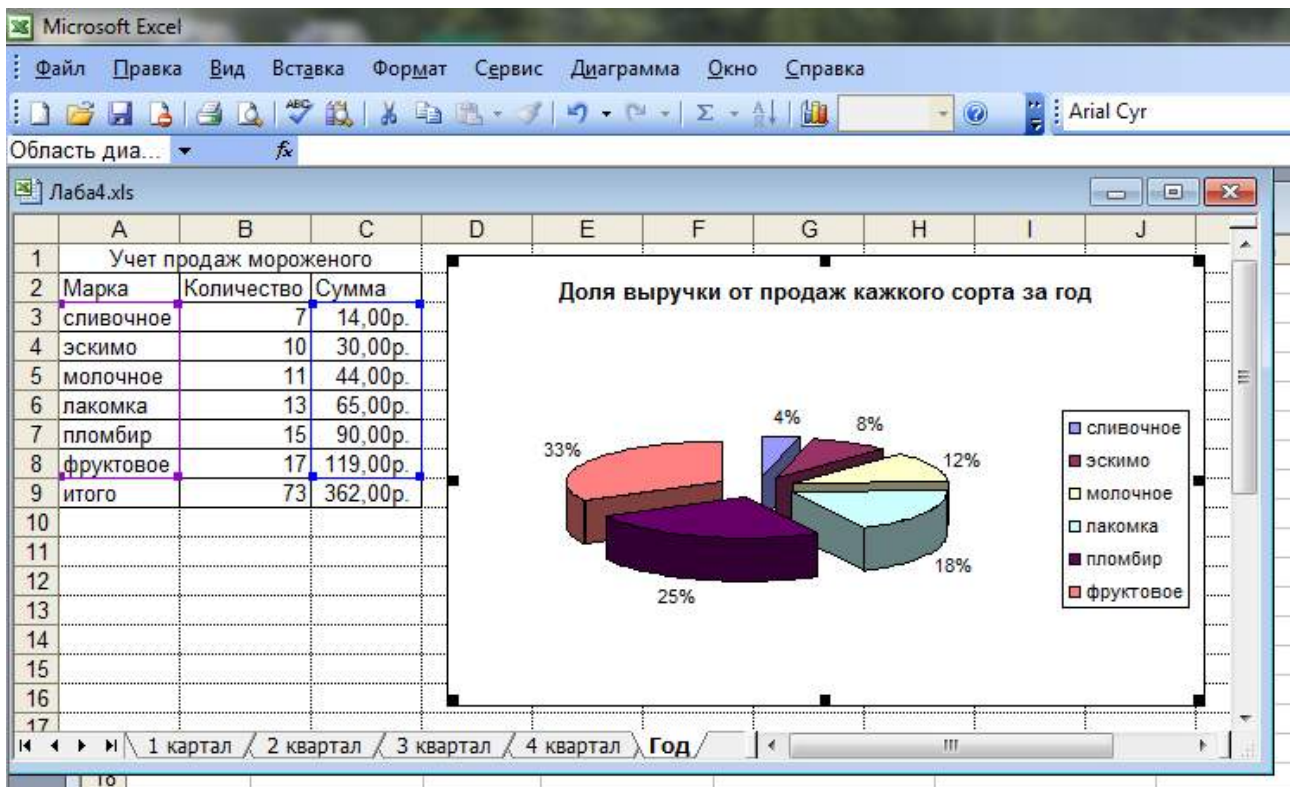 Microsoft Excel
Файл Правка Вид Вставка Формат Сервис Диаграмма Окно Справка
ABC Σ Arial Cyr
Область диа... fx
Лаба4.xls
A B C D E F G H I J
1 Учет продаж мороженого
2 Марка Количество Сумма
3 сливочное 7 14,00р.
4 эскимо 10 30,00р.
5 молочное 11 44,00р.
6 лакомка 13 65,00р.
7 пломбир 15 90,00р.
8 фруктовое 17 119,00р.
9 итого 73 362,00р.
10
11
12
13
14
15
16
17
Доля выручки от продаж кажкого сорта за год
4%
8%
12%
18%
25%
33%
сливочное
эскимо
молочное
лакомка
пломбир
фруктовое
1 картал 2 квартал 3 квартал 4 квартал Год
18